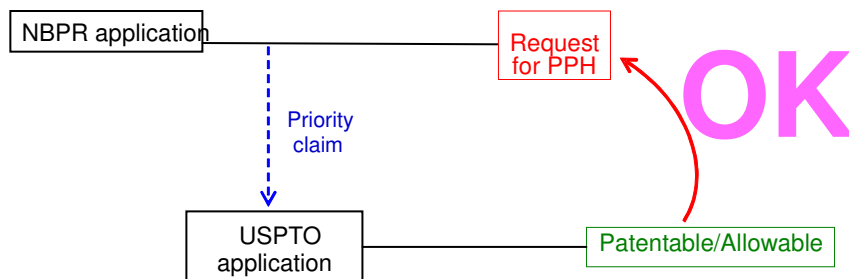 NBPR application
Request
for PPH
OK
Priority
claim
USPTO
application
Patentable/Allowable